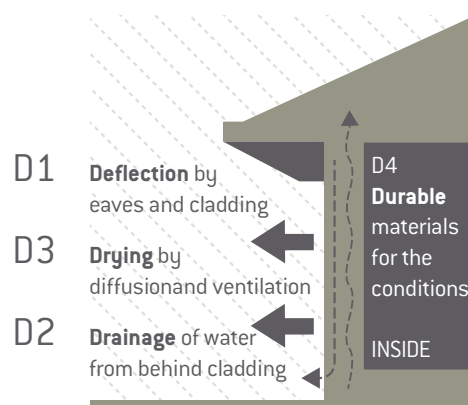 D1
Deflection by
eaves and cladding
D3
Drying by
diffusionand ventilation
D2
Drainage of water
from behind cladding
D4
Durable
materials
for the
conditions
INSIDE